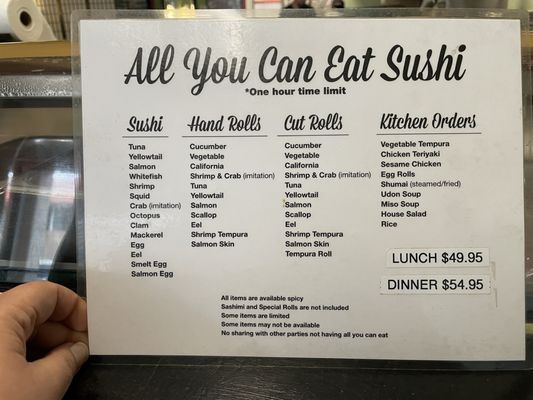 All You Can Eat Sushi
*One hour time limit
Sushi
Tuna
Yellowtail
Salmon
Whitefish
Shrimp
Squid
Crab (imitation)
Octopus
Clam
Mackerel
Egg
Eel
Smelt Egg
Salmon Egg
Hand Rolls
Cucumber
Vegetable
California
Shrimp & Crab (imitation)
Tuna
Yellowtail
Salmon
Scallop
Eel
Shrimp Tempura
Salmon Skin
Cut Rolls
Cucumber
Vegetable
California
Shrimp & Crab (imitation)
Tuna
Yellowtail
Salmon
Scallop
Eel
Shrimp Tempura
Salmon Skin
Tempura Roll
Kitchen Orders
Vegetable Tempura
Chicken Teriyaki
Sesame Chicken
Egg Rolls
Shumai (steamed/fried)
Udon Soup
Miso Soup
House Salad
Rice
LUNCH $49.95
DINNER $54.95
All items are available spicy
Sashimi and Special Rolls are not included
Some items are limited
Some items may not be available
No sharing with other parties not having all you can eat